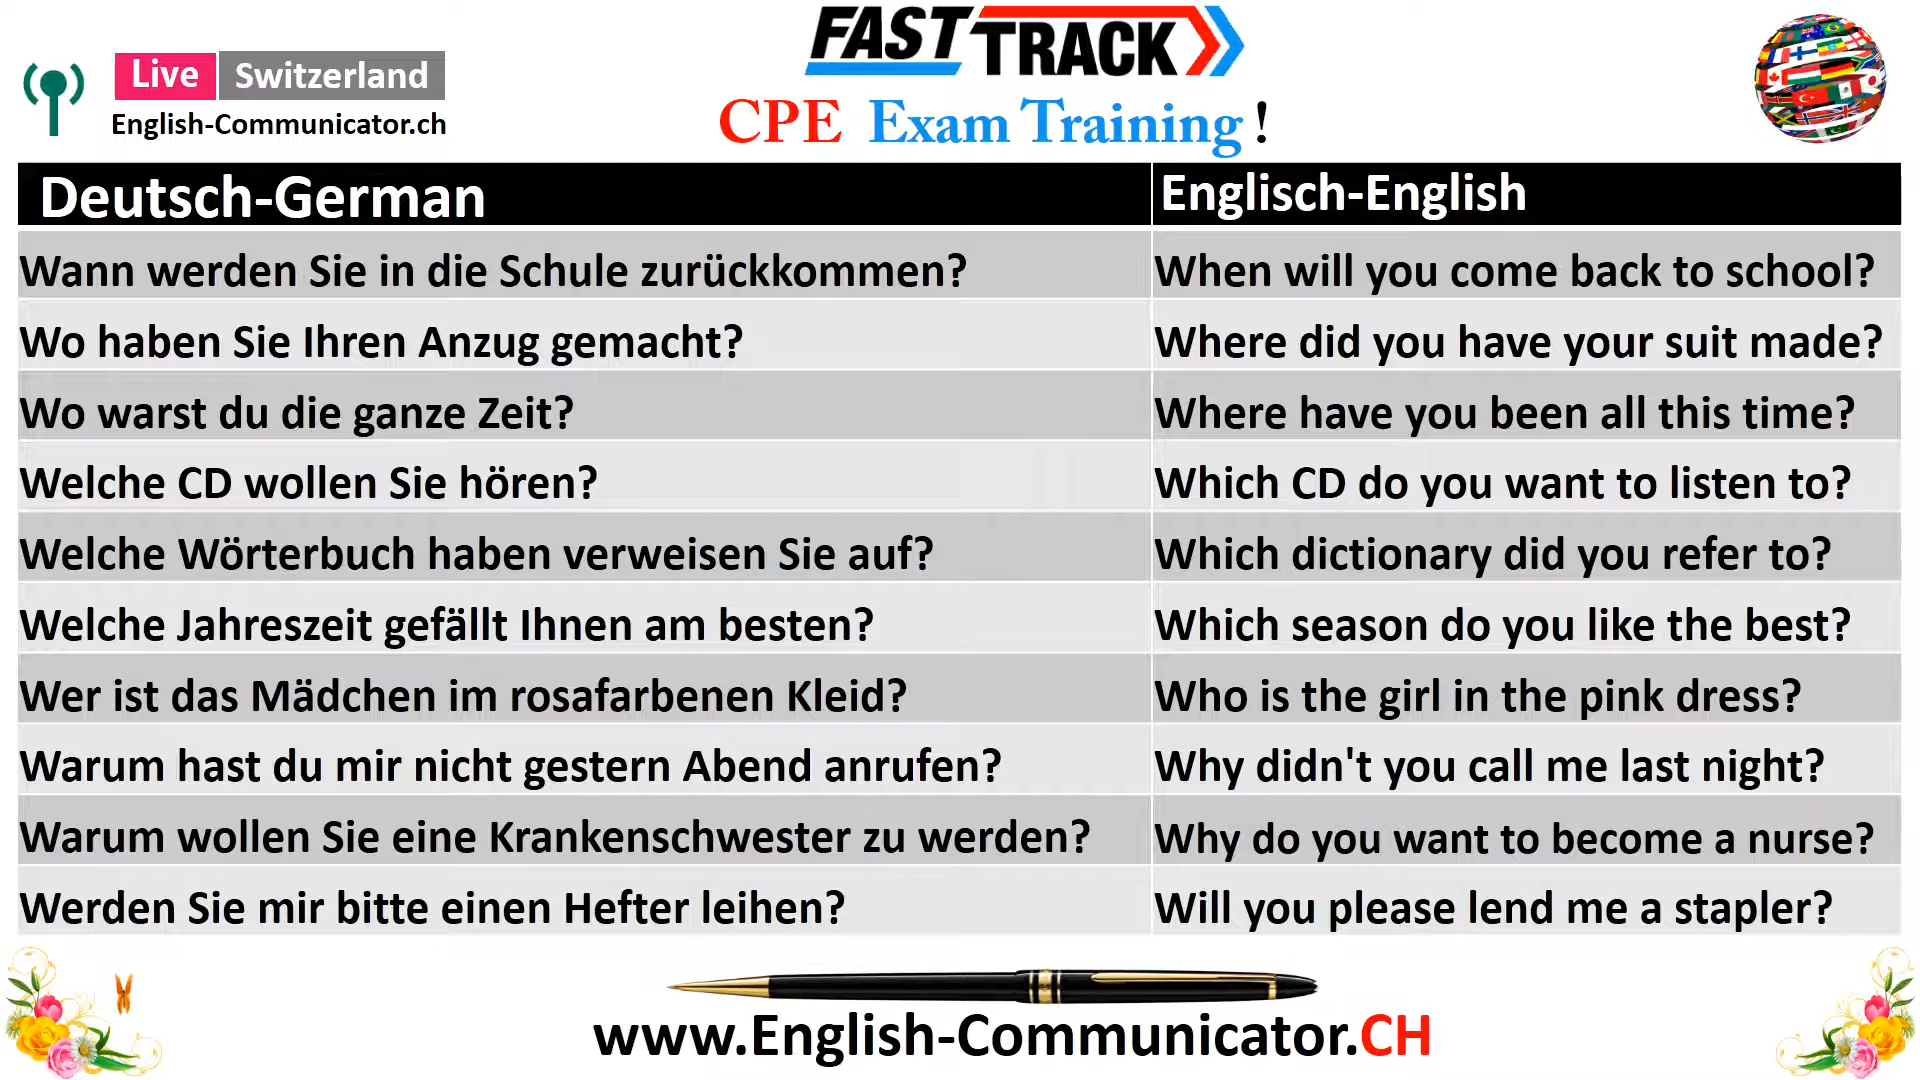 FAST TRACK
Live Switzerland
English-Communicator.ch
CPE Exam Training !
Deutsch-German Englisch-English
Wann werden Sie in die Schule zurückkommen? When will you come back to school?
Wo haben Sie Ihren Anzug gemacht? Where did you have your suit made?
Wo warst du die ganze Zeit? Where have you been all this time?
Welche CD wollen Sie hören? Which CD do you want to listen to?
Welche Wörterbuch haben verweisen Sie auf? Which dictionary did you refer to?
Welche Jahreszeit gefällt Ihnen am besten? Which season do you like the best?
Wer ist das Mädchen im rosafarbenen Kleid? Who is the girl in the pink dress?
Warum hast du mir nicht gestern Abend anrufen? Why didn't you call me last night?
Warum wollen Sie eine Krankenschwester zu werden? Why do you want to become a nurse?
Werden Sie mir bitte einen Hefter leihen? Will you please lend me a stapler?
www.English-Communicator.CH